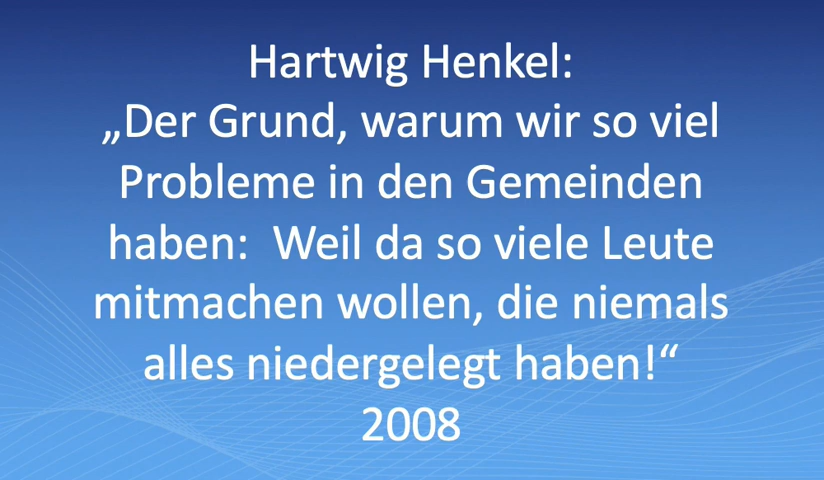 Hartwig Henkel:
„Der Grund, warum wir so viel
Probleme in den Gemeinden
haben:  Weil da so viele Leute
mitmachen wollen, die niemals
alles niedergelegt haben!“
2008